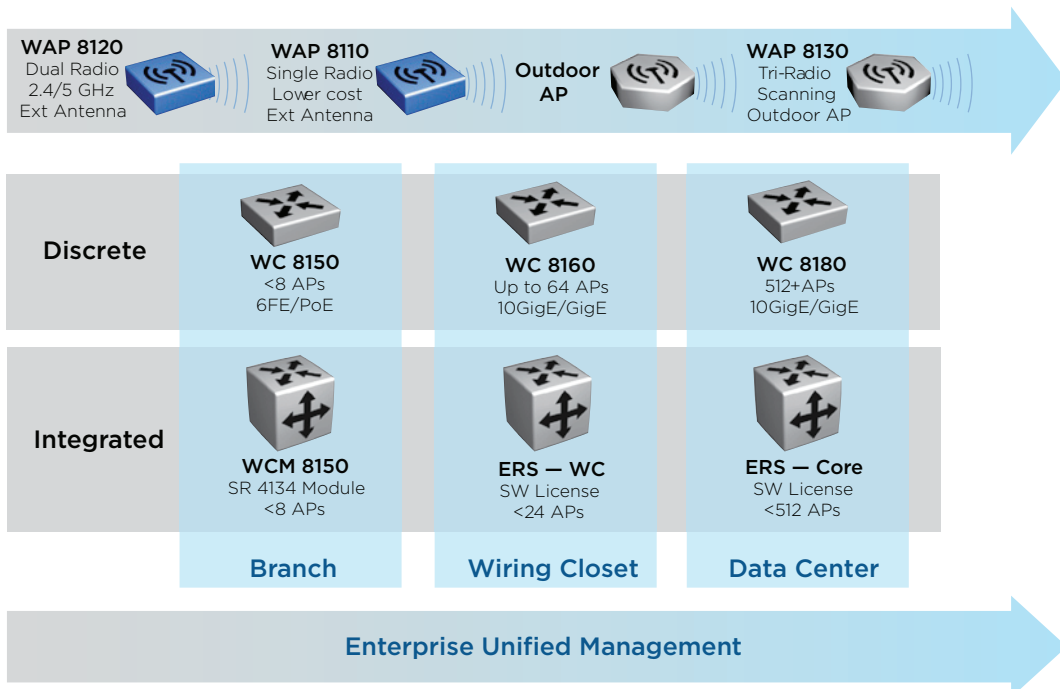 WAP 8120
Dual Radio
2.4/5 GHz
Ext Antenna
WAP 8110
Single Radio
Lower cost
Ext Antenna
Outdoor
AP
WAP 8130
Tri-Radio
Scanning
Outdoor AP
Discrete
WC 8150
<8 APs
6FE/PoE
WC 8160
Up to 64 APs
10GigE/GigE
WC 8180
512+APs
10GigE/GigE
Integrated
WCM 8150
SR 4134 Module
<8 APs
ERS — WC
SW License
<24 APs
ERS — Core
SW License
<512 APs
Branch
Wiring Closet
Data Center
Enterprise Unified Management